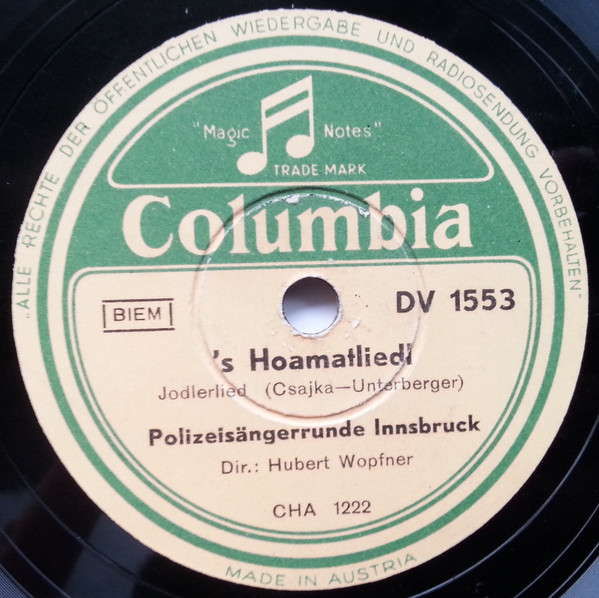 „ALLE RECHTE DER ÖFFENTLICHEN WIEDERGABE UND RADIOSENDUNG VORBEHALTEN"
"Magic Notes"
TRADE MARK
Columbia
BIEM
DV 1553
's Hoamatliedl
Jodlerlied (Csajka—Unterberger)
Polizeisängerrunde Innsbruck
Dir.: Hubert Wopfner
CHA 1222
MADE IN AUSTRIA